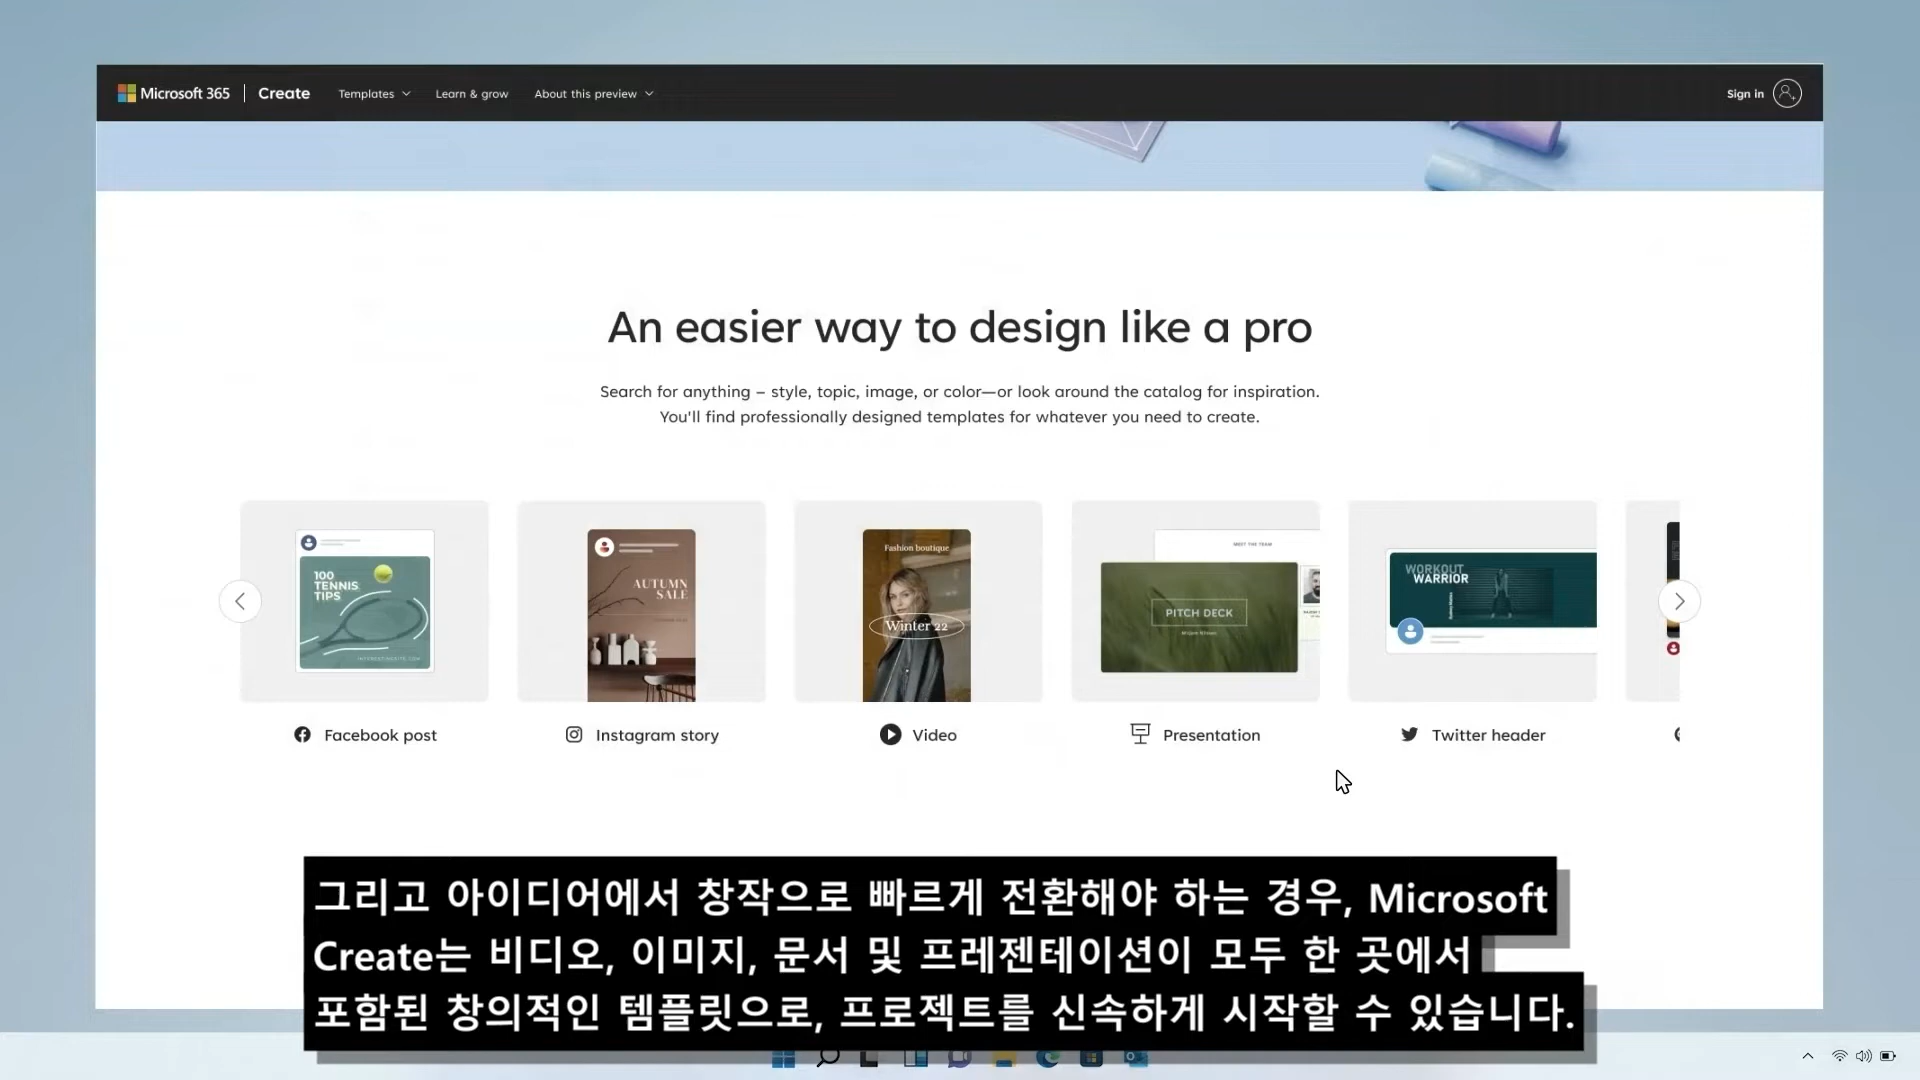 Microsoft 365 | Create Templates Learn & grow About this preview Sign in
An easier way to design like a pro
Search for anything – style, topic, image, or color—or look around the catalog for inspiration.
You'll find professionally designed templates for whatever you need to create.
100
TENNIS
TIPS
AUTUMN
SALE
Fashion boutique
Winter 22
MEET THE TEAM
PITCH DECK
WORKOUT
WARRIOR
Facebook post
Instagram story
Video
Presentation
Twitter header
그리고 아이디어에서 창작으로 빠르게 전환해야 하는 경우, Microsoft
Create는 비디오, 이미지, 문서 및 프레젠테이션이 모두 한 곳에서
포함된 창의적인 템플릿으로, 프로젝트를 신속하게 시작할 수 있습니다.